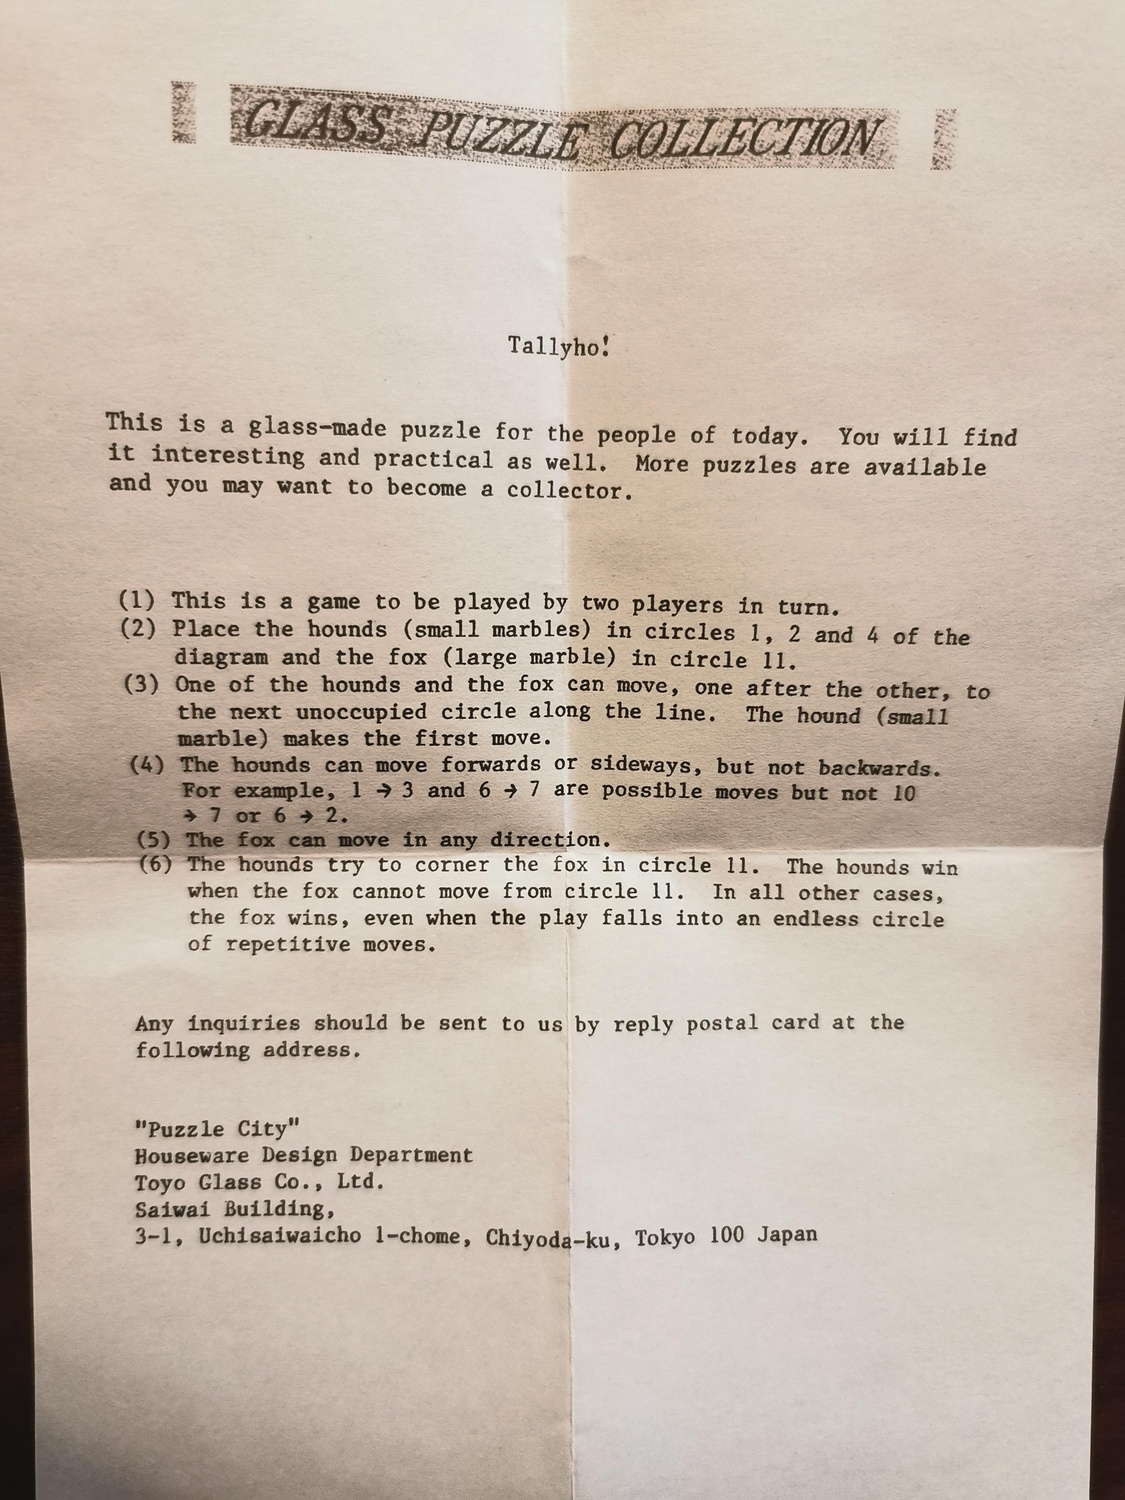 GLASS PUZZLE COLLECTION
Tallyho!
This is a glass-made puzzle for the people of today. You will find
it interesting and practical as well. More puzzles are available
and you may want to become a collector.
(1) This is a game to be played by two players in turn.
(2) Place the hounds (small marbles) in circles 1, 2 and 4 of the
diagram and the fox (large marble) in circle 11.
(3) One of the hounds and the fox can move, one after the other, to
the next unoccupied circle along the line. The hound (small
marble) makes the first move.
(4) The hounds can move forwards or sideways, but not backwards.
For example, 1 → 3 and 6 → 7 are possible moves but not 10
→ 7 or 6 → 2.
(5) The fox can move in any direction.
(6) The hounds try to corner the fox in circle 11. The hounds win
when the fox cannot move from circle 11. In all other cases,
the fox wins, even when the play falls into an endless circle
of repetitive moves.
Any inquiries should be sent to us by reply postal card at the
following address.
"Puzzle City"
Houseware Design Department
Toyo Glass Co., Ltd.
Saiwai Building,
3-1, Uchisaiwaicho 1-chome, Chiyoda-ku, Tokyo 100 Japan